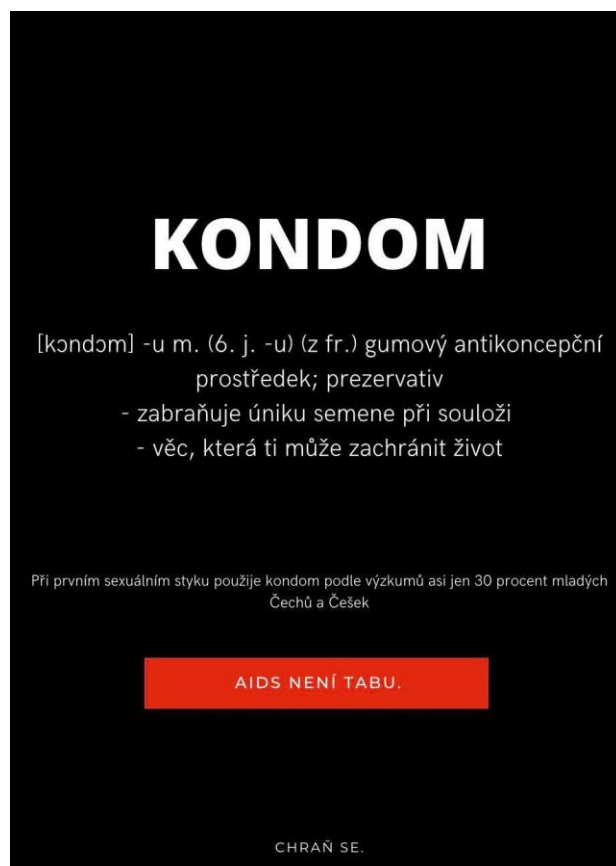 KONDOM
[kɔndɔm] -u m. (6. j. -u) (z fr.) gumový antikoncepční
prostředek; prezervativ
- zabraňuje úniku semene při souloži
- věc, která ti může zachránit život
Při prvním sexuálním styku použije kondom podle výzkumů asi jen 30 procent mladých
Čechů a Češek
AIDS NENÍ TABU.
CHRAŇ SE.